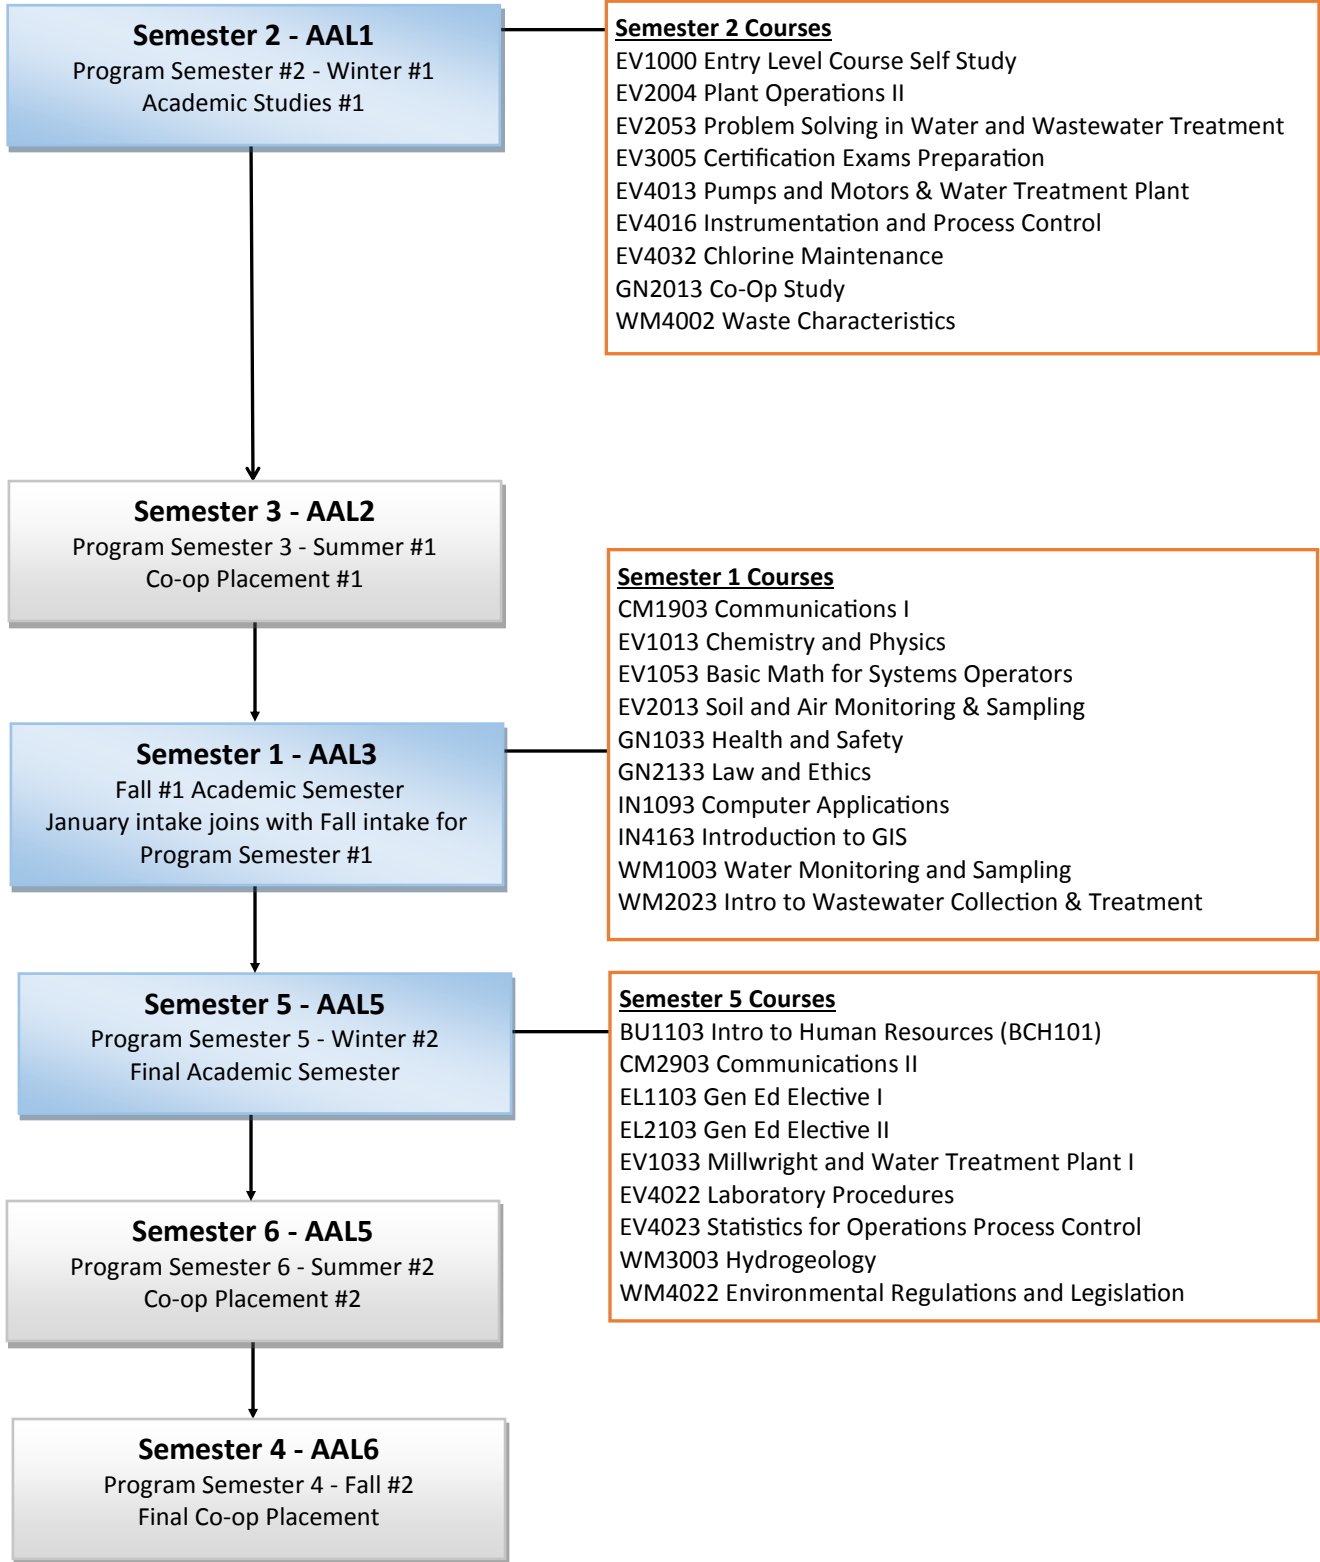 Semester 2 - AAL1
Program Semester #2 - Winter #1
Academic Studies #1
Semester 2 Courses
EV1000 Entry Level Course Self Study
EV2004 Plant Operations II
EV2053 Problem Solving in Water and Wastewater Treatment
EV3005 Certification Exams Preparation
EV4013 Pumps and Motors & Water Treatment Plant
EV4016 Instrumentation and Process Control
EV4032 Chlorine Maintenance
GN2013 Co-Op Study
WM4002 Waste Characteristics
Semester 3 - AAL2
Program Semester 3 - Summer #1
Co-op Placement #1
Semester 1 - AAL3
Fall #1 Academic Semester
January intake joins with Fall intake for
Program Semester #1
Semester 1 Courses
CM1903 Communications I
EV1013 Chemistry and Physics
EV1053 Basic Math for Systems Operators
EV2013 Soil and Air Monitoring & Sampling
GN1033 Health and Safety
GN2133 Law and Ethics
IN1093 Computer Applications
IN4163 Introduction to GIS
WM1003 Water Monitoring and Sampling
WM2023 Intro to Wastewater Collection & Treatment
Semester 5 - AAL5
Program Semester 5 - Winter #2
Final Academic Semester
Semester 5 Courses
BU1103 Intro to Human Resources (BCH101)
CM2903 Communications II
EL1103 Gen Ed Elective I
EL2103 Gen Ed Elective II
EV1033 Millwright and Water Treatment Plant I
EV4022 Laboratory Procedures
EV4023 Statistics for Operations Process Control
WM3003 Hydrogeology
WM4022 Environmental Regulations and Legislation
Semester 6 - AAL5
Program Semester 6 - Summer #2
Co-op Placement #2
Semester 4 - AAL6
Program Semester 4 - Fall #2
Final Co-op Placement